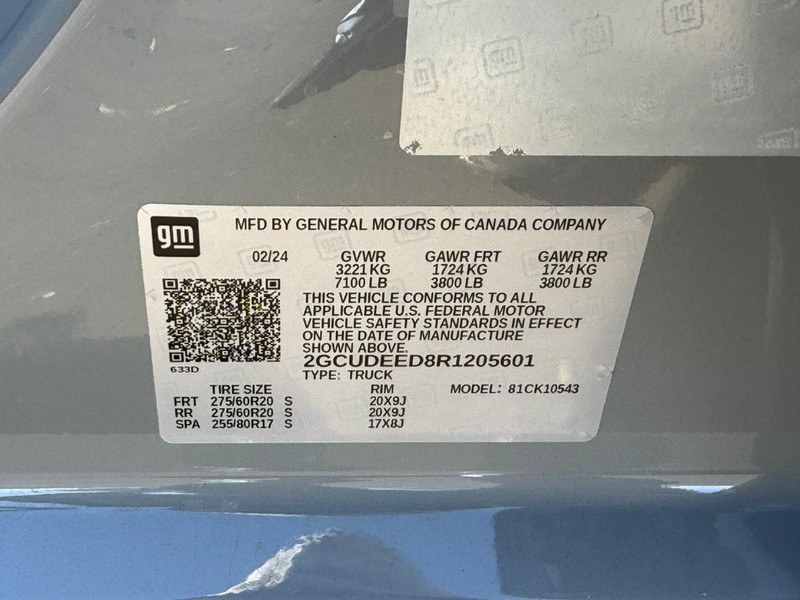 gm
MFD BY GENERAL MOTORS OF CANADA COMPANY
02/24 GVWR GAWR FRT GAWR RR
3221 KG 1724 KG 1724 KG
7100 LB 3800 LB 3800 LB
THIS VEHICLE CONFORMS TO ALL
APPLICABLE U.S. FEDERAL MOTOR
VEHICLE SAFETY STANDARDS IN EFFECT
ON THE DATE OF MANUFACTURE
SHOWN ABOVE.
2GCUDEED8R1205601
633D TYPE: TRUCK
TIRE SIZE RIM MODEL: 81CK10543
FRT 275/60R20 S 20X9J
RR 275/60R20 S 20X9J
SPA 255/80R17 S 17X8J